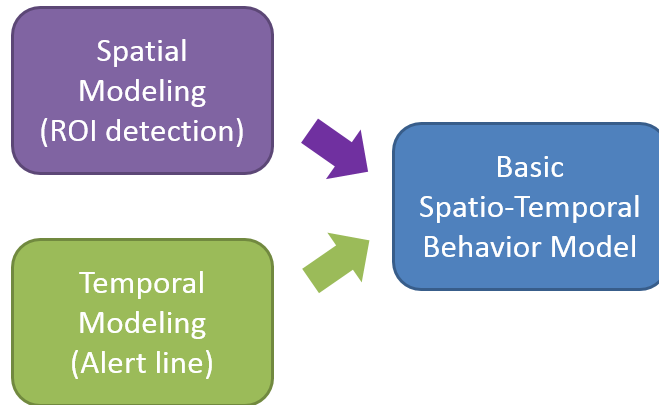 Spatial
Modeling
(ROI detection)
Basic
Spatio-Temporal
Behavior Model
Temporal
Modeling
(Alert line)